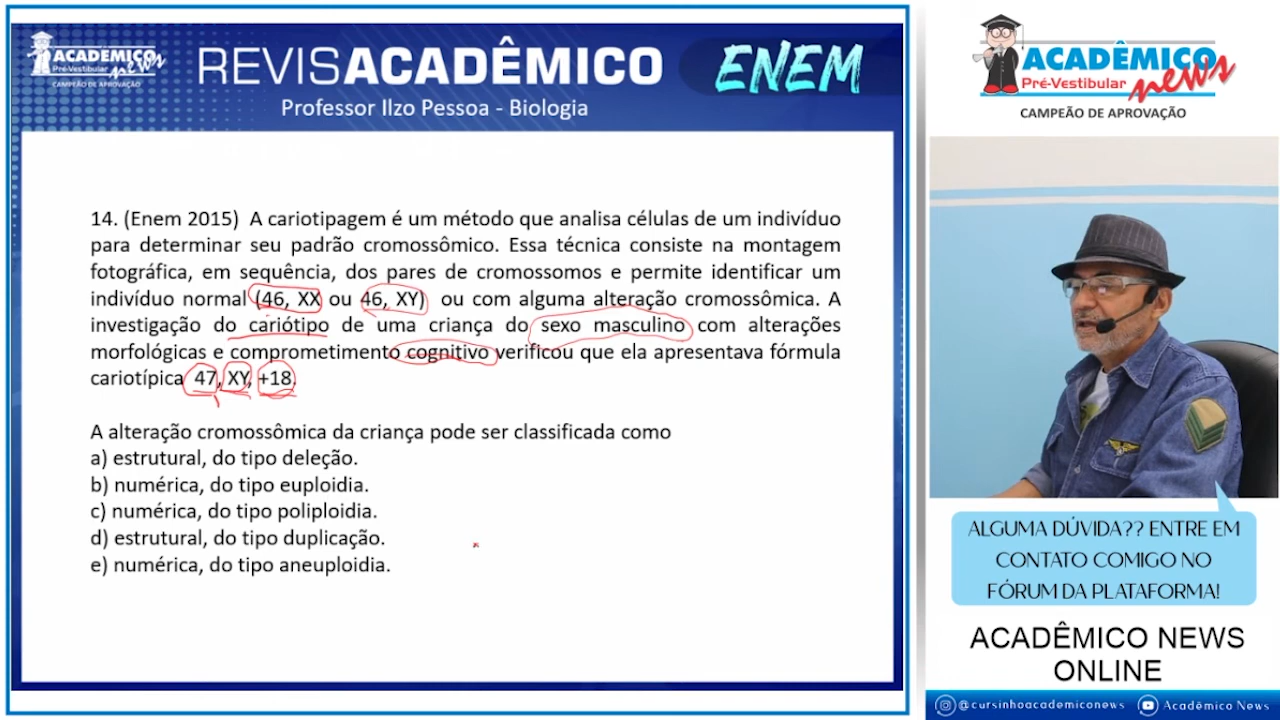 ACADÊMICO
Pré-Vestibular news
CAMPEÃO DE APROVAÇÃO
REVISACADÊMICO
ENEM
Professor Ilzo Pessoa - Biologia
14. (Enem 2015) A cariotipagem é um método que analisa células de um indivíduo
para determinar seu padrão cromossômico. Essa técnica consiste na montagem
fotográfica, em sequência, dos pares de cromossomos e permite identificar um
indivíduo normal (46, XX ou 46, XY) ou com alguma alteração cromossômica. A
investigação do cariótipo de uma criança do sexo masculino com alterações
morfológicas e comprometimento cognitivo verificou que ela apresentava fórmula
cariotípica 47, XY, +18.
A alteração cromossômica da criança pode ser classificada como
a) estrutural, do tipo deleção.
b) numérica, do tipo euploidia.
c) numérica, do tipo poliploidia.
d) estrutural, do tipo duplicação.
e) numérica, do tipo aneuploidia.
ACADÊMICO
Pré-Vestibular news
CAMPEÃO DE APROVAÇÃO
ALGUMA DÚVIDA?? ENTRE EM
CONTATO COMIGO NO
FÓRUM DA PLATAFORMA!
ACADÊMICO NEWS
ONLINE
@cursinhoacademiconews Acadêmico News